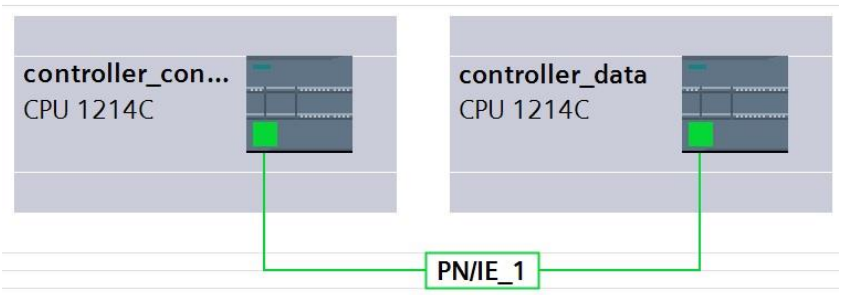 controller_con...
CPU 1214C
controller_data
CPU 1214C
PN/IE_1